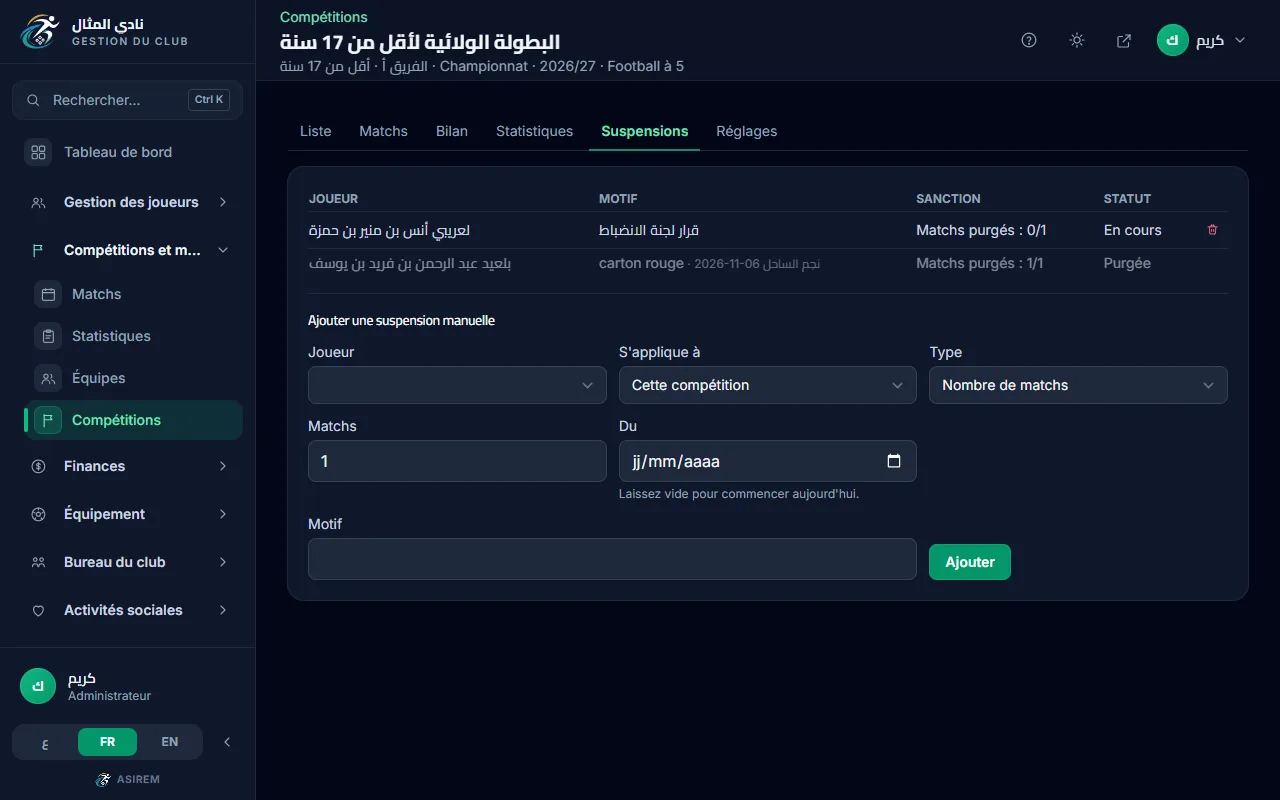 نادي المثال
GESTION DU CLUB
Rechercher... Ctrl K
Tableau de bord
Gestion des joueurs
Compétitions et m...
Matchs
Statistiques
Équipes
Compétitions
Finances
Équipement
Bureau du club
Activités sociales
ك كريم
Administrateur
ع FR EN
ASIREM
Compétitions
البطولة الولائية لأقل من 17 سنة
الفريق أ · أقل من 17 سنة · Championnat · 2026/27 · Football à 5
ك كريم
Liste Matchs Bilan Statistiques Suspensions Réglages
JOUEUR MOTIF SANCTION STATUT
لعريبي أنس بن منير بن حمزة قرار لجنة الانضباط Matchs purgés : 0/1 En cours
بلعيد عبد الرحمن بن فريد بن يوسف carton rouge · 2026-11-06 نجم الساحل Matchs purgés : 1/1 Purgée
Ajouter une suspension manuelle
Joueur S'applique à Type
Cette compétition Nombre de matchs
Matchs Du
1 jj/mm/aaaa
Laissez vide pour commencer aujourd'hui.
Motif
Ajouter